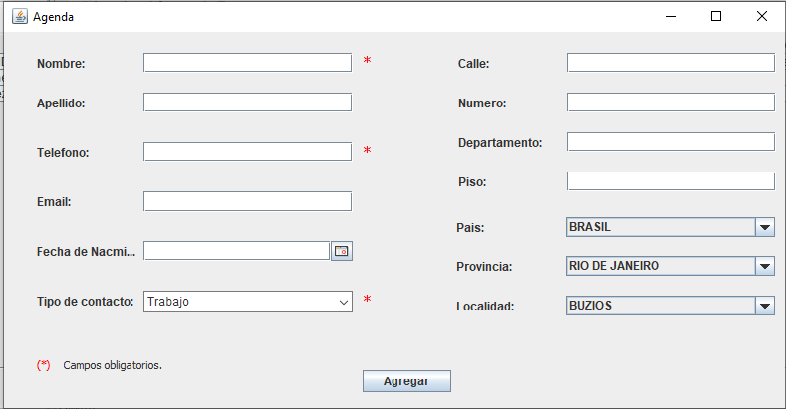 Agenda
Nombre: *
Apellido:
Telefono: *
Email:
Fecha de Nacmi...
Tipo de contacto: Trabajo *
(*) Campos obligatorios.
Calle:
Numero:
Departamento:
Piso:
Pais: BRASIL
Provincia: RIO DE JANEIRO
Localidad: BUZIOS
Agregar